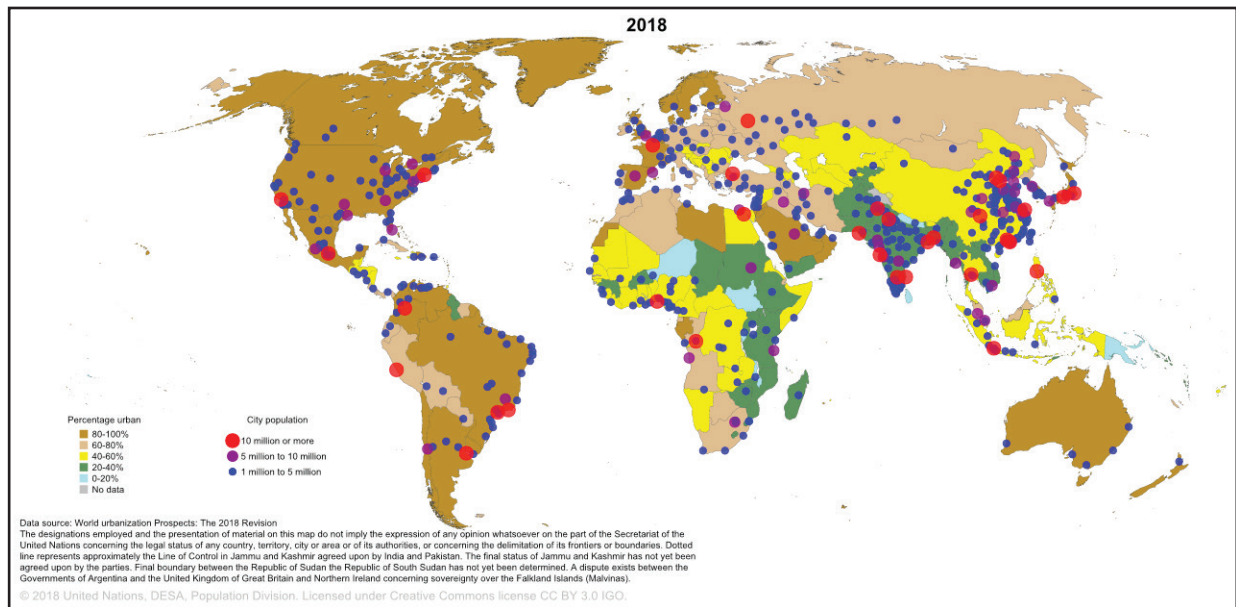 2018
Percentage urban
80-100%
60-80%
40-60%
20-40%
0-20%
No data
City population
10 million or more
5 million to 10 million
1 million to 5 million
Data source: World urbanization Prospects: The 2018 Revision
The designations employed and the presentation of material on this map do not imply the expression of any opinion whatsoever on the part of the Secretariat of the
United Nations concerning the legal status of any country, territory, city or area or of its authorities, or concerning the delimitation of its frontiers or boundaries. Dotted
line represents approximately the Line of Control in Jammu and Kashmir agreed upon by India and Pakistan. The final status of Jammu and Kashmir has not yet been
agreed upon by the parties. Final boundary between the Republic of Sudan the Republic of South Sudan has not yet been determined. A dispute exists between the
Governments of Argentina and the United Kingdom of Great Britain and Northern Ireland concerning sovereignty over the Falkland Islands (Malvinas).
© 2018 United Nations, DESA, Population Division. Licensed under Creative Commons license CC BY 3.0 IGO.